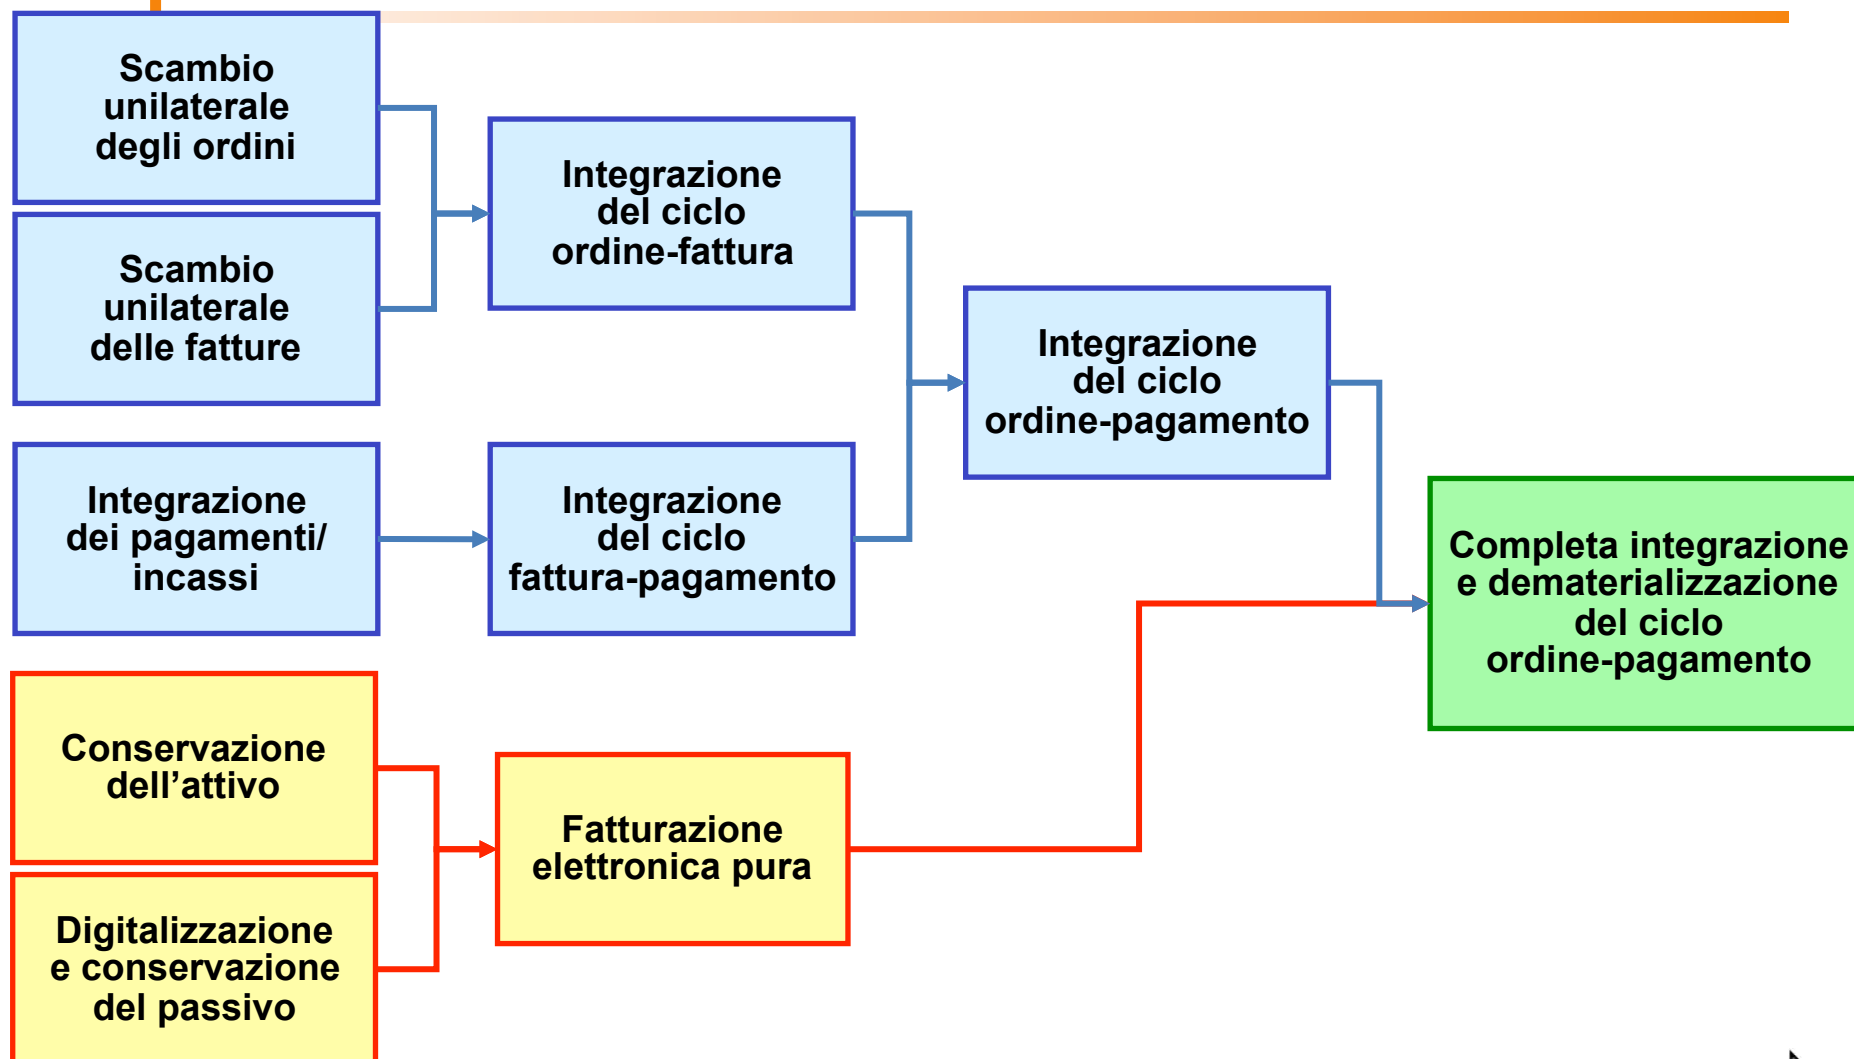 Scambio
unilaterale
degli ordini
Scambio
unilaterale
delle fatture
Integrazione
del ciclo
ordine-fattura
Integrazione
del ciclo
ordine-pagamento
Integrazione
dei pagamenti/
incassi
Integrazione
del ciclo
fattura-pagamento
Completa integrazione
e dematerializzazione
del ciclo
ordine-pagamento
Conservazione
dell’attivo
Fatturazione
elettronica pura
Digitalizzazione
e conservazione
del passivo